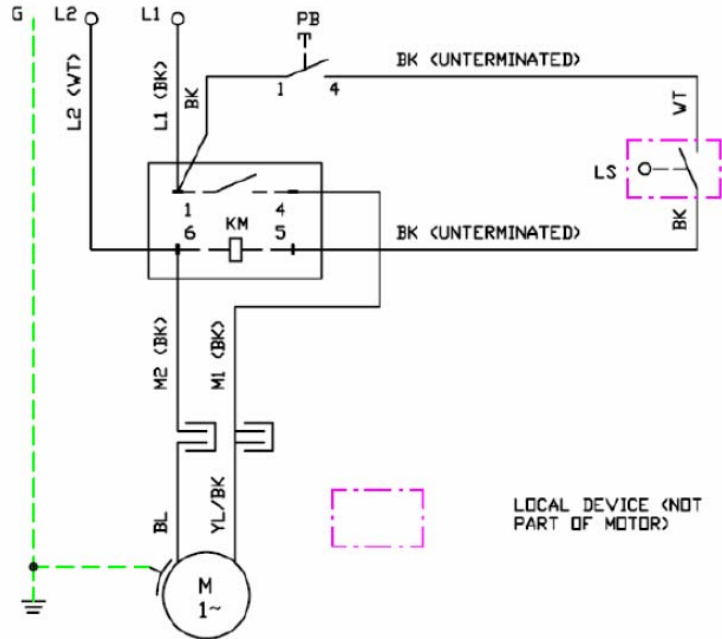 G
L2
L1
PB
BK (UNTERMINATED)
1
4
L2 (WT)
L1 (BK)
BK
WT
LS
1
4
6
KM
5
BK
BK (UNTERMINATED)
M2 (BK)
M1 (BK)
BL
YL/BK
LOCAL DEVICE (NOT
PART OF MOTOR)
M
1~